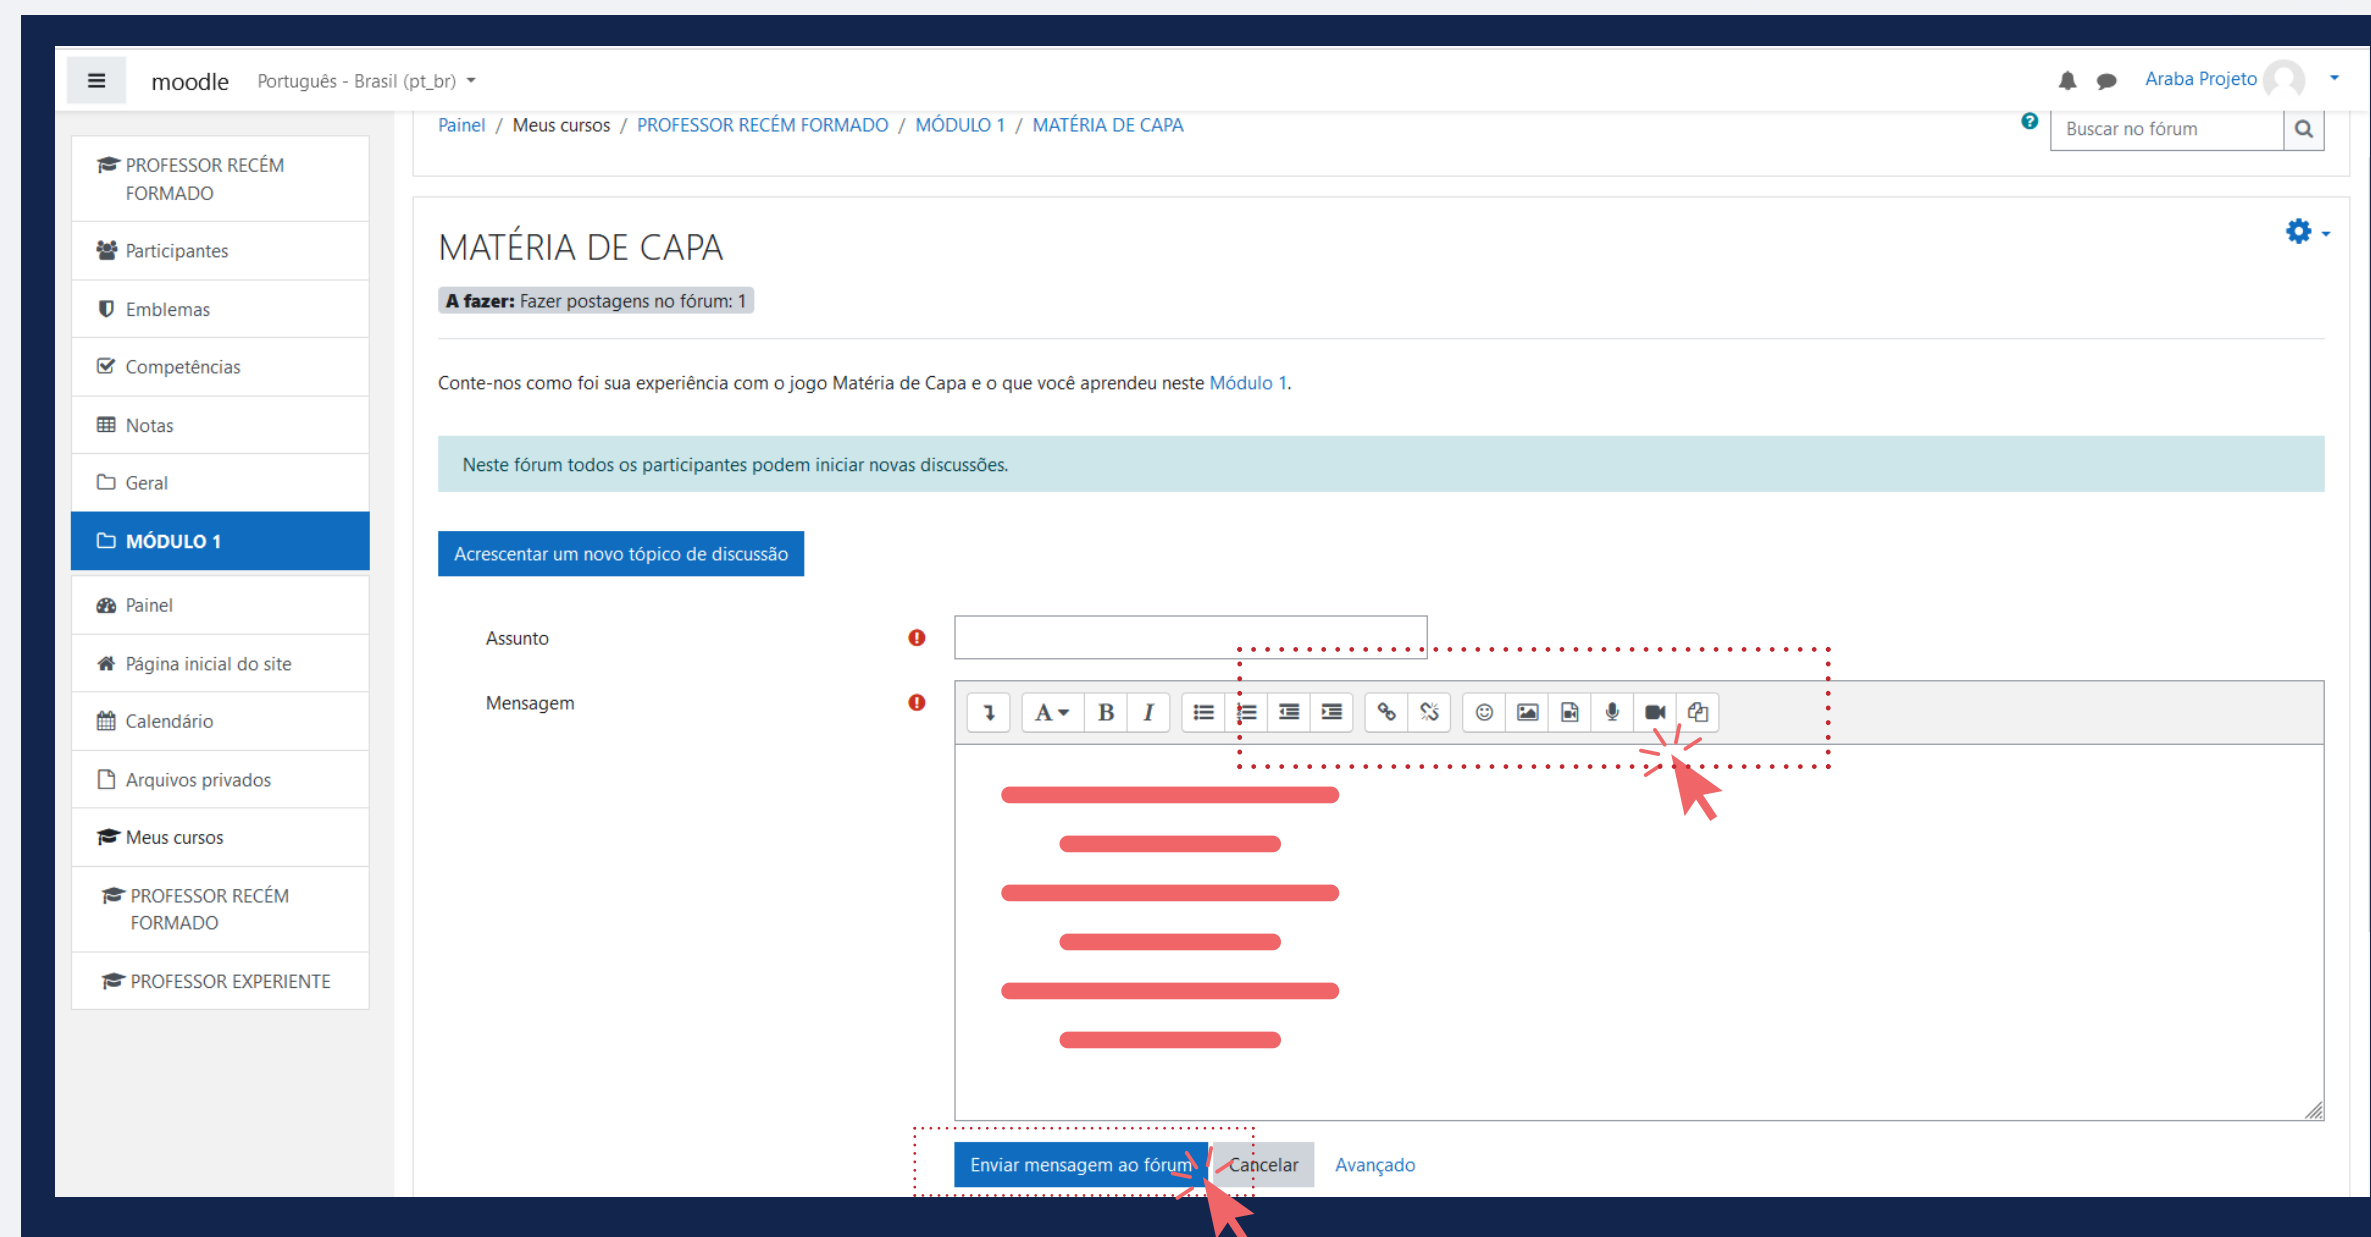 moodle Português - Brasil (pt_br)
Araba Projeto
Painel / Meus cursos / PROFESSOR RECÉM FORMADO / MÓDULO 1 / MATÉRIA DE CAPA
Buscar no fórum
PROFESSOR RECÉM
FORMADO
Participantes
Emblemas
Competências
Notas
Geral
MÓDULO 1
Painel
Página inicial do site
Calendário
Arquivos privados
Meus cursos
PROFESSOR RECÉM
FORMADO
PROFESSOR EXPERIENTE
MATÉRIA DE CAPA
A fazer: Fazer postagens no fórum: 1
Conte-nos como foi sua experiência com o jogo Matéria de Capa e o que você aprendeu neste Módulo 1.
Neste fórum todos os participantes podem iniciar novas discussões.
Acrescentar um novo tópico de discussão
Assunto
Mensagem
A B I
Enviar mensagem ao fórum Cancelar Avançado